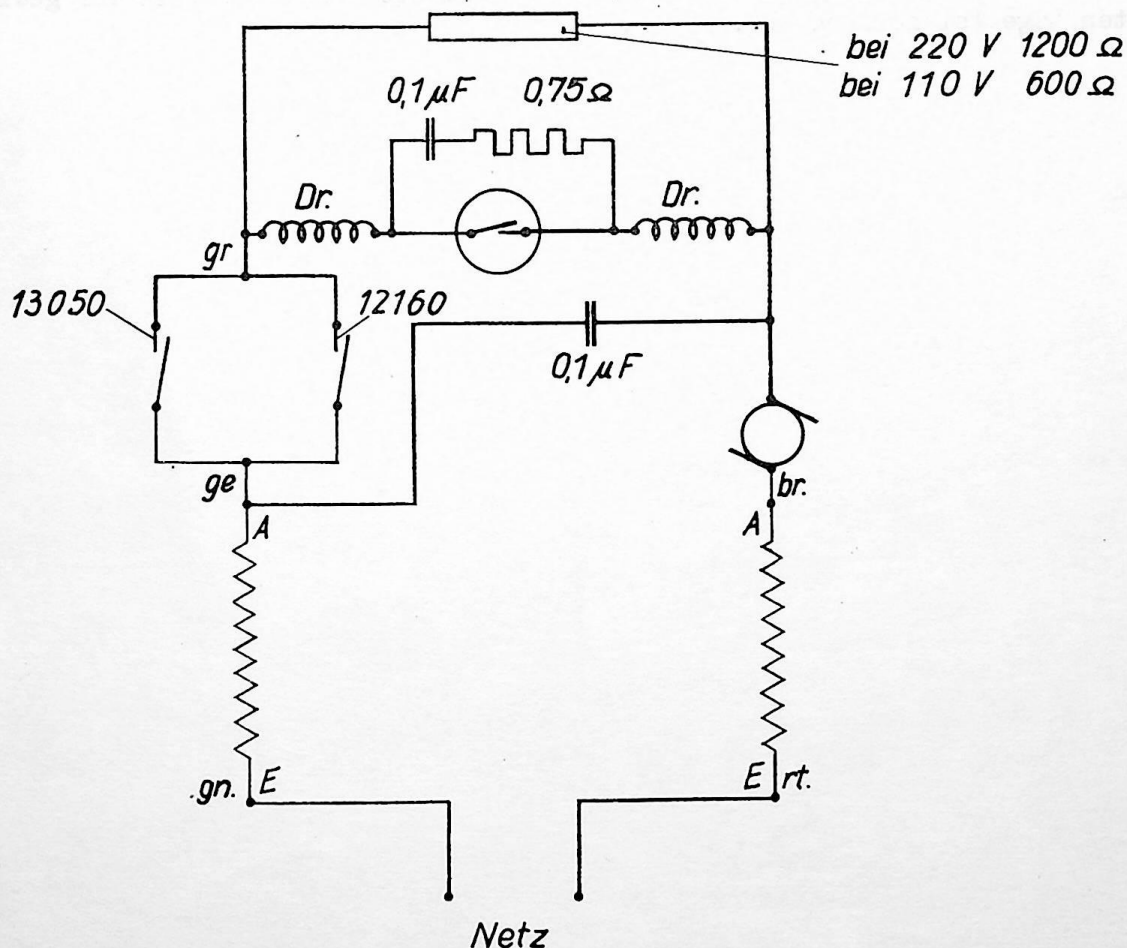 bei 220 V 1200 Ω
bei 110 V 600 Ω
0,1 µF
0,75 Ω
Dr.
Dr.
gr
13050
12160
0,1 µF
ge
br.
A
A
gn.
E
E
rt.
Netz